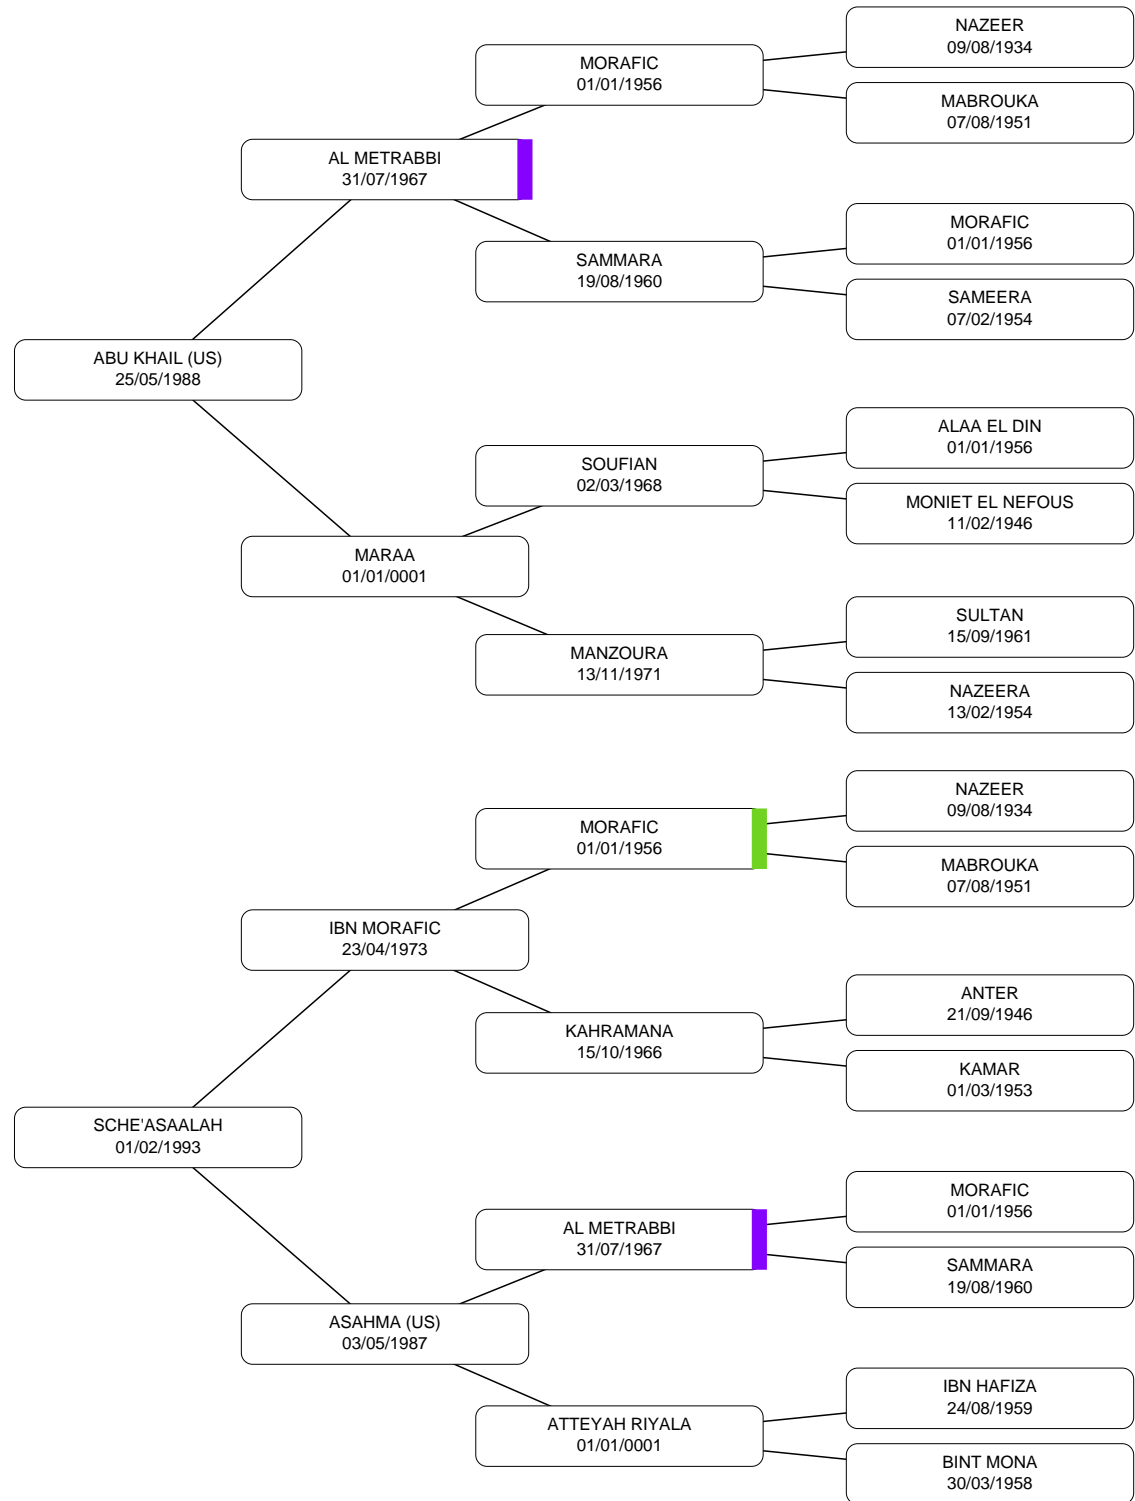 NAZEER
09/08/1934
MORAFIC
01/01/1956
MABROUKA
07/08/1951
AL METRABBI
31/07/1967
MORAFIC
01/01/1956
SAMMARA
19/08/1960
SAMEERA
07/02/1954
ABU KHAIL (US)
25/05/1988
ALAA EL DIN
01/01/1956
SOUFIAN
02/03/1968
MONIET EL NEFOUS
11/02/1946
MARAA
01/01/0001
SULTAN
15/09/1961
MANZOURA
13/11/1971
NAZEERA
13/02/1954
NAZEER
09/08/1934
MORAFIC
01/01/1956
MABROUKA
07/08/1951
IBN MORAFIC
23/04/1973
ANTER
21/09/1946
KAHRAMANA
15/10/1966
KAMAR
01/03/1953
SCHE'ASAALAH
01/02/1993
MORAFIC
01/01/1956
AL METRABBI
31/07/1967
SAMMARA
19/08/1960
ASAHMA (US)
03/05/1987
IBN HAFIZA
24/08/1959
ATTEYAH RIYALA
01/01/0001
BINT MONA
30/03/1958